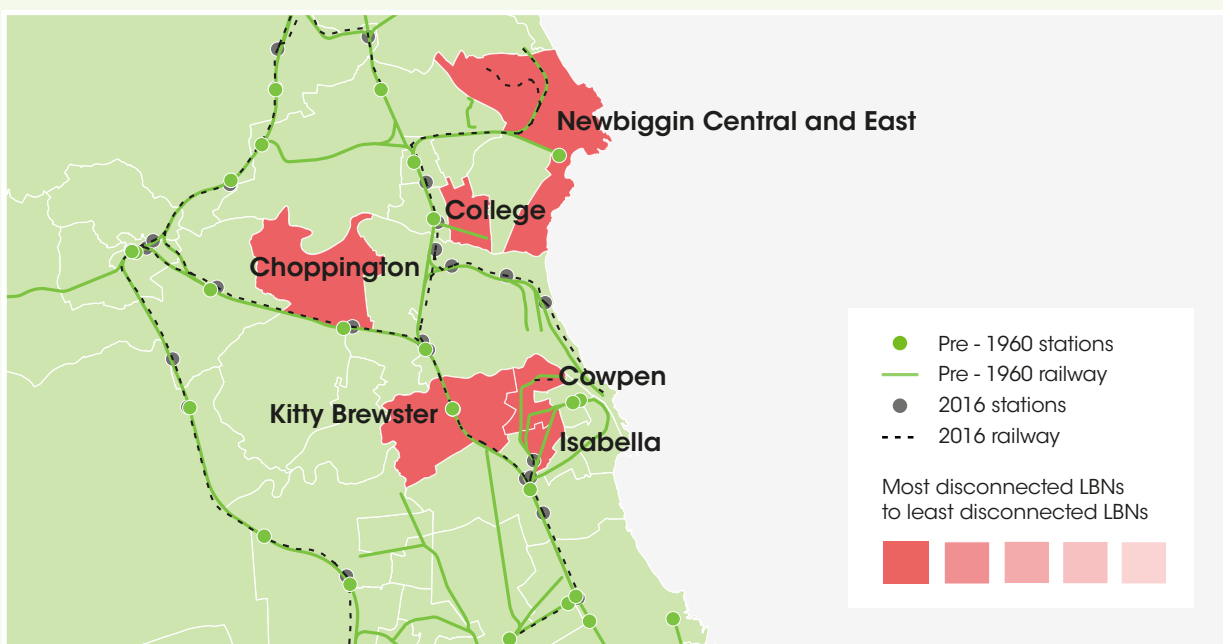 Newbiggin Central and East
College
Choppington
Cowpen
Kitty Brewster
Isabella
Pre - 1960 stations
Pre - 1960 railway
2016 stations
2016 railway
Most disconnected LBNs
to least disconnected LBNs